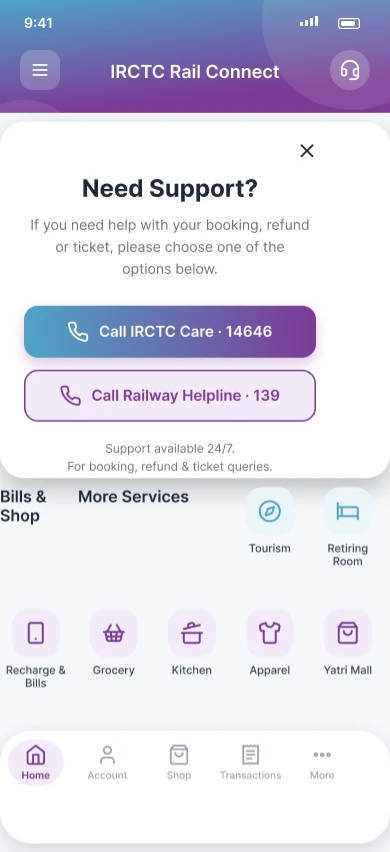 9:41
IRCTC Rail Connect
Need Support?
If you need help with your booking, refund
or ticket, please choose one of the
options below.
Call IRCTC Care · 14646
Call Railway Helpline · 139
Support available 24/7.
For booking, refund & ticket queries.
Bills &
Shop
More Services
Tourism
Retiring
Room
Recharge &
Bills
Grocery
Kitchen
Apparel
Yatri Mall
Home
Account
Shop
Transactions
More